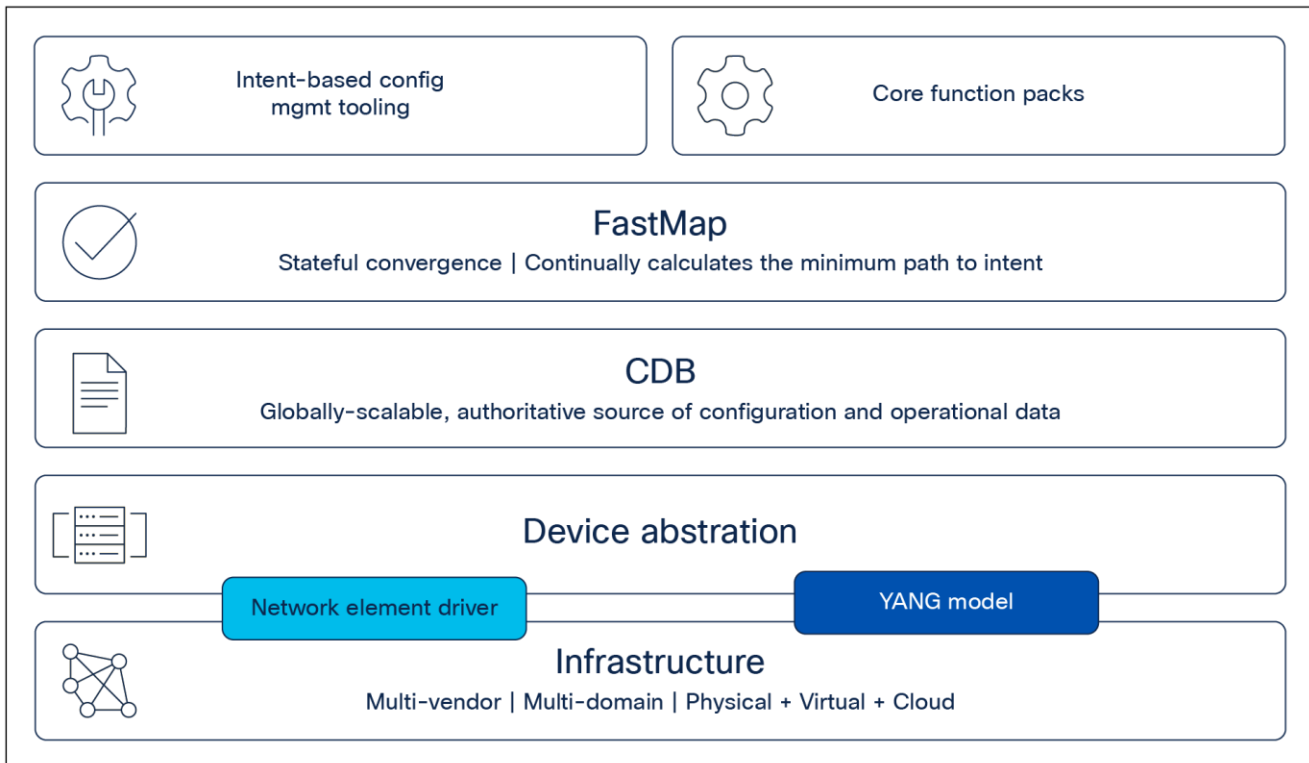 Intent-based config
mgmt tooling
Core function packs
FastMap
Stateful convergence | Continually calculates the minimum path to intent
CDB
Globally-scalable, authoritative source of configuration and operational data
Device abstration
Network element driver
YANG model
Infrastructure
Multi-vendor | Multi-domain | Physical + Virtual + Cloud